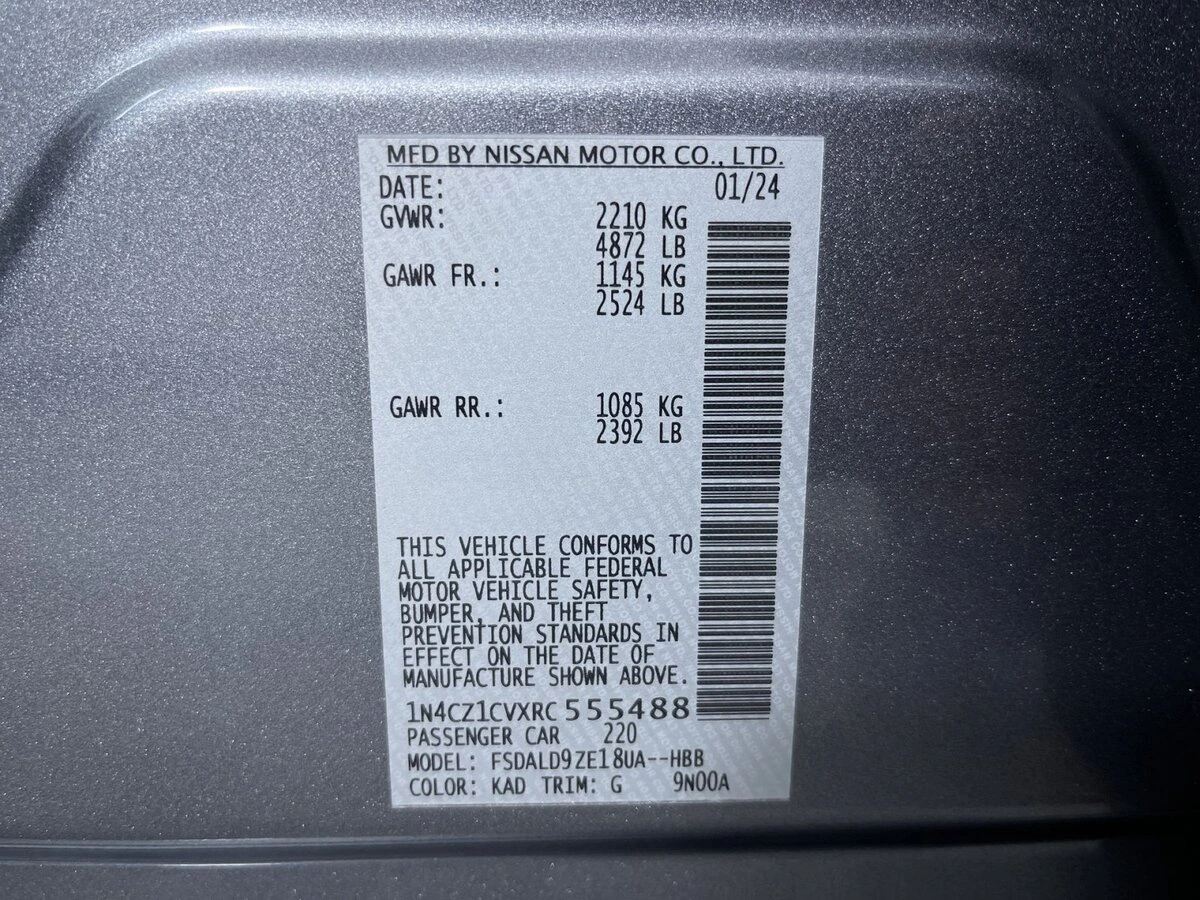 MFD BY NISSAN MOTOR CO., LTD.
DATE: 01/24
GVWR: 2210 KG
4872 LB
GAWR FR.: 1145 KG
2524 LB
GAWR RR.: 1085 KG
2392 LB
THIS VEHICLE CONFORMS TO
ALL APPLICABLE FEDERAL
MOTOR VEHICLE SAFETY,
BUMPER, AND THEFT
PREVENTION STANDARDS IN
EFFECT ON THE DATE OF
MANUFACTURE SHOWN ABOVE.
1N4CZ1CVXRC555488
PASSENGER CAR 220
MODEL: FSDALD9ZE18UA--HBB
COLOR: KAD TRIM: G 9N00A